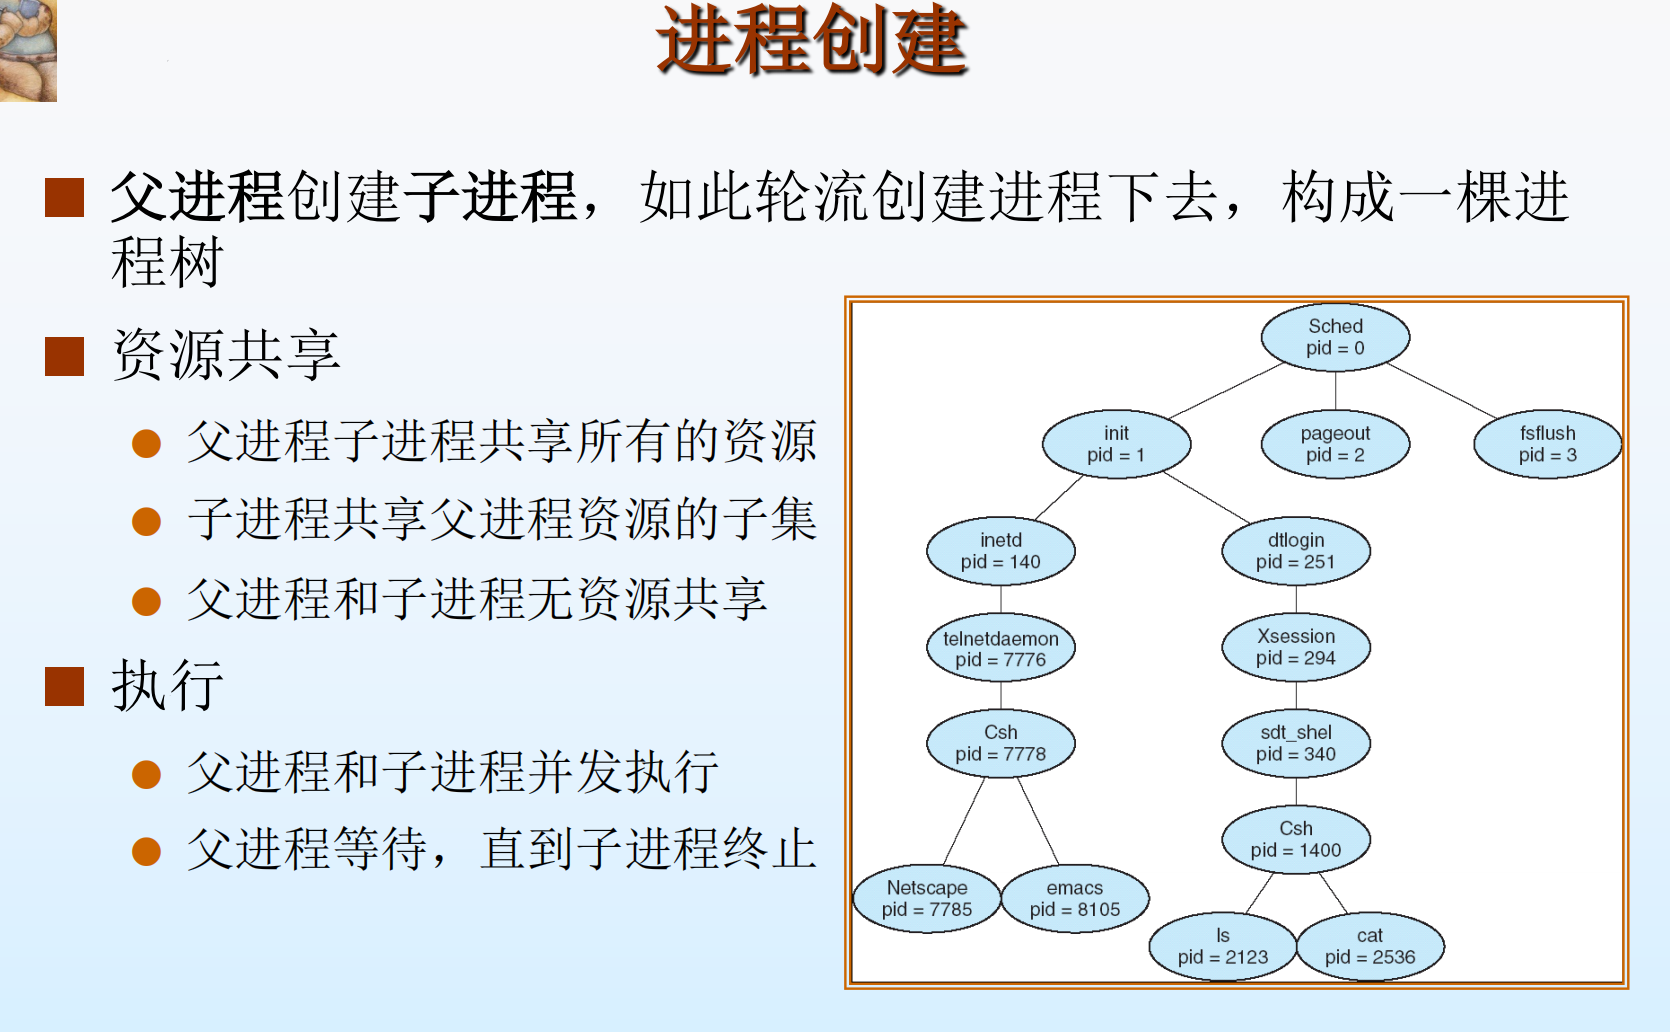 进程创建
父进程创建子进程，如此轮流创建进程下去，构成一棵进
程树
资源共享
父进程子进程共享所有的资源
子进程共享父进程资源的子集
父进程和子进程无资源共享
执行
父进程和子进程并发执行
父进程等待，直到子进程终止
Sched
pid = 0
init
pid = 1
pageout
pid = 2
fsflush
pid = 3
inetd
pid = 140
dtlogin
pid = 251
telnetdaemon
pid = 7776
Xsession
pid = 294
Csh
pid = 7778
sdt_shel
pid = 340
Csh
pid = 1400
Netscape
pid = 7785
emacs
pid = 8105
ls
pid = 2123
cat
pid = 2536